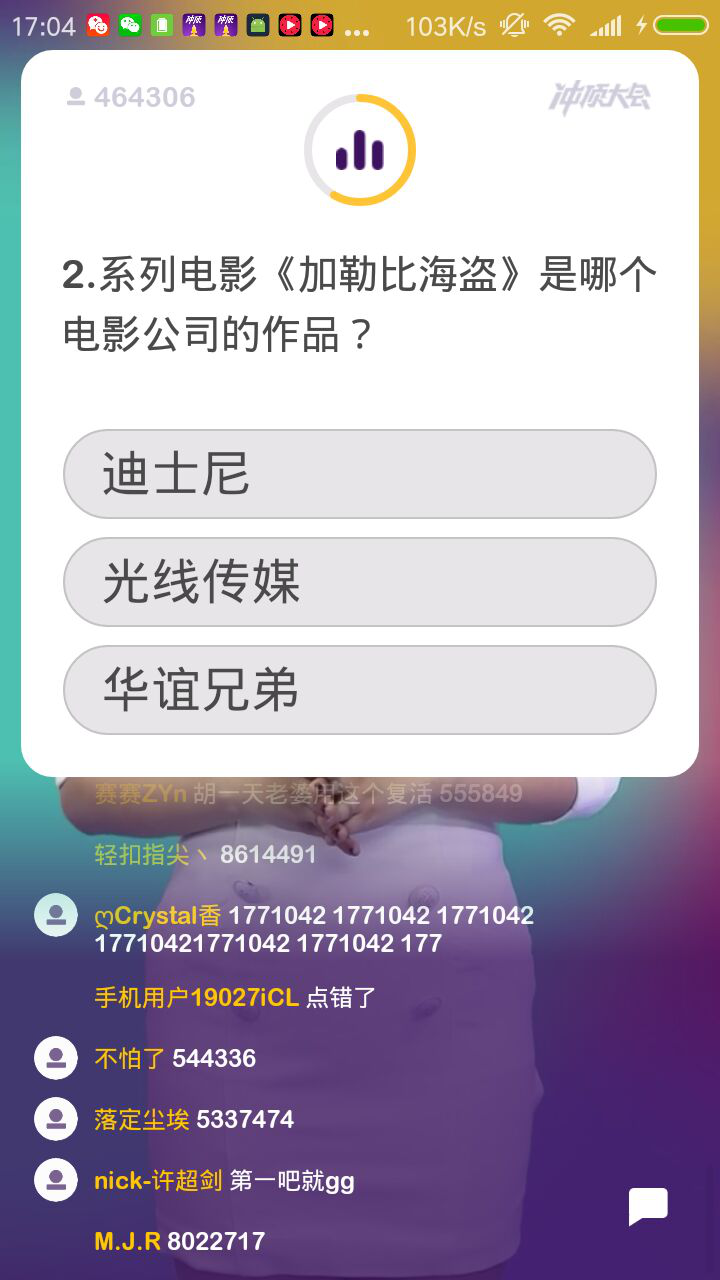 17:04 ... 103K/s
464306 冲顶大会
2.系列电影《加勒比海盗》是哪个
电影公司的作品？
迪士尼
光线传媒
华谊兄弟
赛赛ZYn 胡一天老婆用这个复活 555849
轻扣指尖丶 8614491
ღCrystal香 1771042 1771042 1771042
17710421771042 1771042 177
手机用户19027iCL 点错了
不怕了 544336
落定尘埃 5337474
nick-许超剑 第一吧就gg
M.J.R 8022717